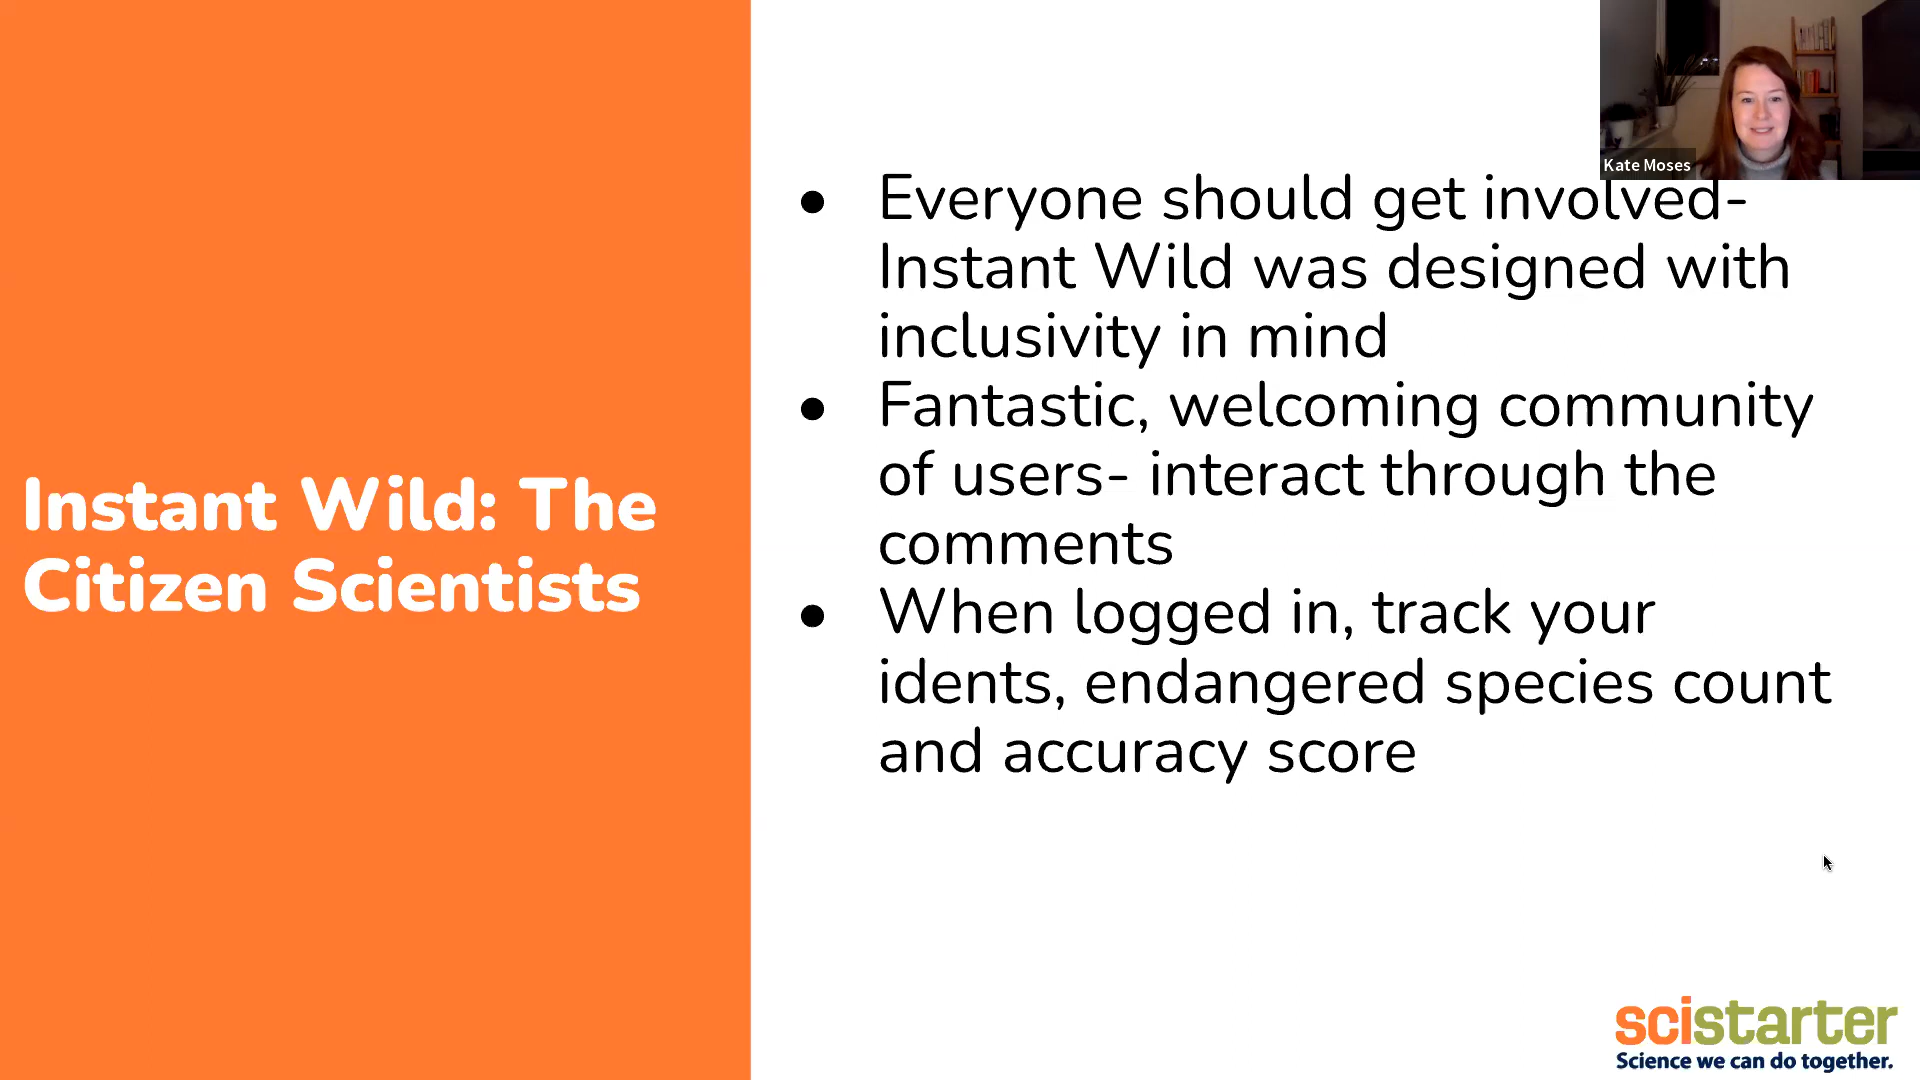 Kate Moses
Instant Wild: The
Citizen Scientists
● Everyone should get involved-
Instant Wild was designed with
inclusivity in mind
● Fantastic, welcoming community
of users- interact through the
comments
● When logged in, track your
idents, endangered species count
and accuracy score
scistarter
Science we can do together.